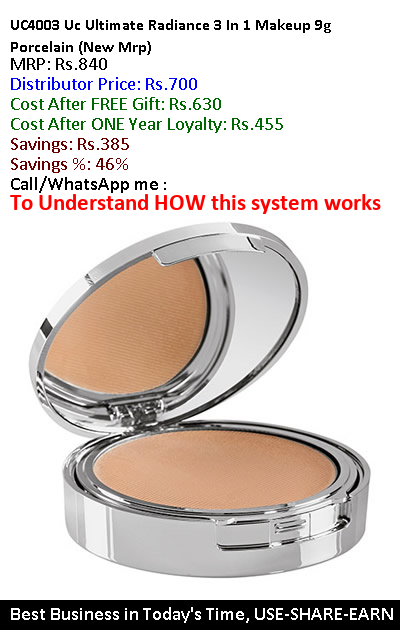 UC4003 Uc Ultimate Radiance 3 In 1 Makeup 9g
Porcelain (New Mrp)
MRP: Rs.840
Distributor Price: Rs.700
Cost After FREE Gift: Rs.630
Cost After ONE Year Loyalty: Rs.455
Savings: Rs.385
Savings %: 46%
Call/WhatsApp me :
To Understand HOW this system works
Best Business in Today's Time, USE-SHARE-EARN